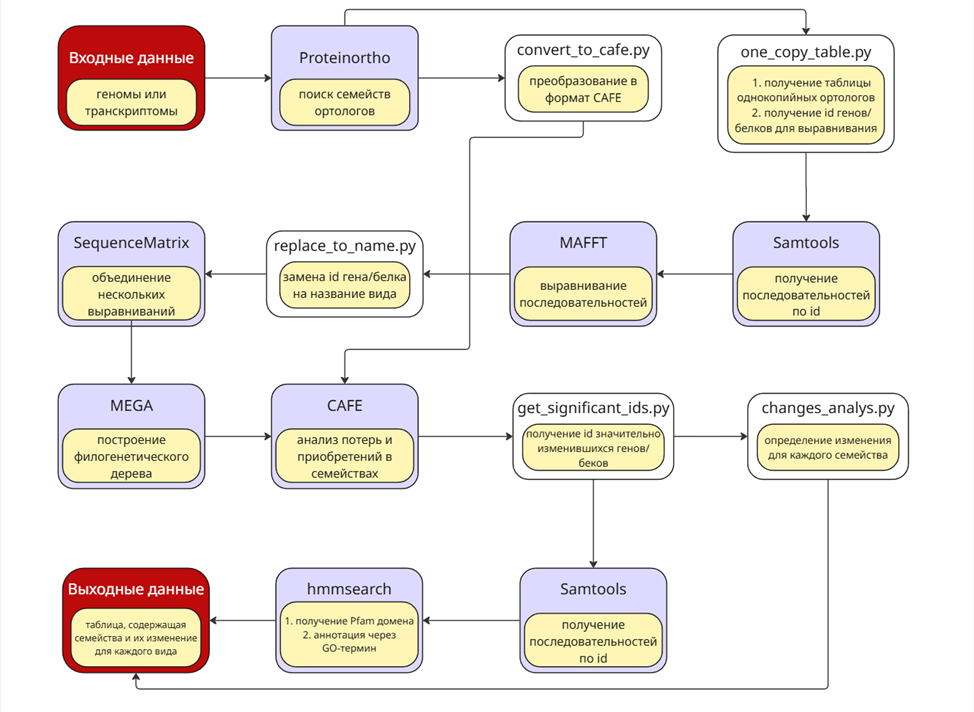 Входные данные
геномы или
транскриптомы
Proteinortho
поиск семейств
ортологов
convert_to_cafe.py
преобразование в
формат CAFE
one_copy_table.py
1. получение таблицы
однокопийных ортологов
2. получение id генов/
белков для выравнивания
SequenceMatrix
объединение
нескольких
выравниваний
replace_to_name.py
замена id гена/белка
на название вида
MAFFT
выравнивание
последовательностей
Samtools
получение
последовательностей
по id
MEGA
построение
филогенетического
дерева
CAFE
анализ потерь и
приобретений в
семействах
get_significant_ids.py
получение id значительно
изменившихся генов/
беков
changes_analys.py
определение изменения
для каждого семейства
Выходные данные
таблица, содержащая
семейства и их изменение
для каждого вида
hmmsearch
1. получение Pfam домена
2. аннотация через
GO-термин
Samtools
получение
последовательностей
по id